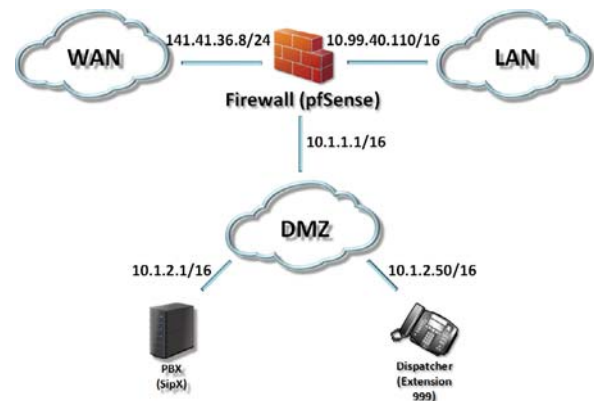 141.41.36.8/24
10.99.40.110/16
WAN
LAN
Firewall (pfSense)
10.1.1.1/16
DMZ
10.1.2.1/16
10.1.2.50/16
PBX
(SipX)
Dispatcher
(Extension
999)